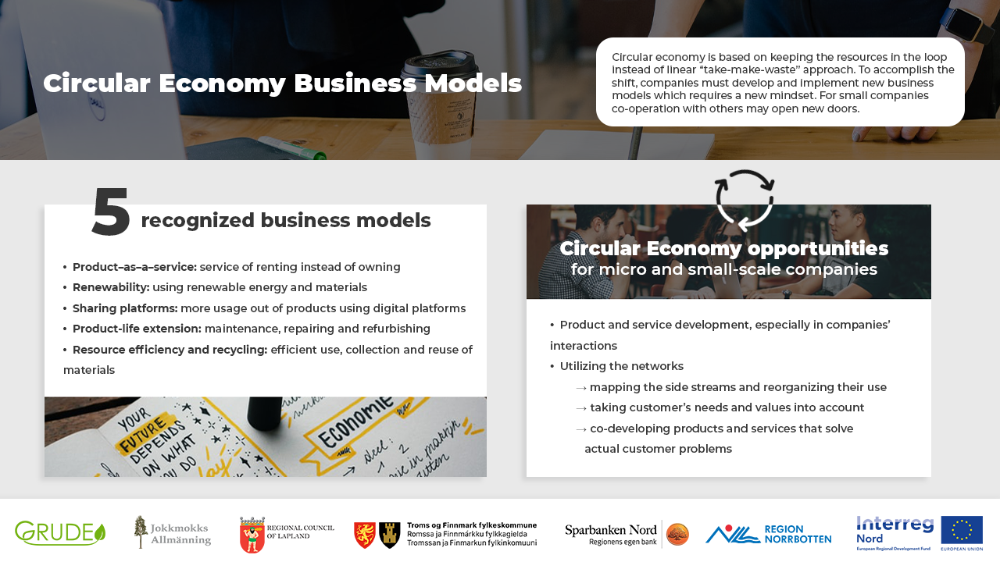 Circular Economy Business Models
Circular economy is based on keeping the resources in the loop
instead of linear “take-make-waste” approach. To accomplish the
shift, companies must develop and implement new business
models which requires a new mindset. For small companies
co-operation with others may open new doors.
5 recognized business models
• Product–as–a–service: service of renting instead of owning
• Renewability: using renewable energy and materials
• Sharing platforms: more usage out of products using digital platforms
• Product-life extension: maintenance, repairing and refurbishing
• Resource efficiency and recycling: efficient use, collection and reuse of
materials
YOUR
FUTURE
DEPENDS
ON WHAT
YOU DO
Economie
Circular Economy opportunities
for micro and small-scale companies
• Product and service development, especially in companies’
interactions
• Utilizing the networks
→ mapping the side streams and reorganizing their use
→ taking customer’s needs and values into account
→ co-developing products and services that solve
actual customer problems
GRUDE
Jokkmokks
Allmänning
REGIONAL COUNCIL
OF LAPLAND
Troms og Finnmark fylkeskommune
Romssa ja Finnmárkku fylkkagielda
Tromssan ja Finmarkun fylkinkomuuni
Sparbanken Nord
Regionens egen bank
REGION
NORRBOTTEN
Interreg
Nord
European Regional Development Fund
EUROPEAN UNION